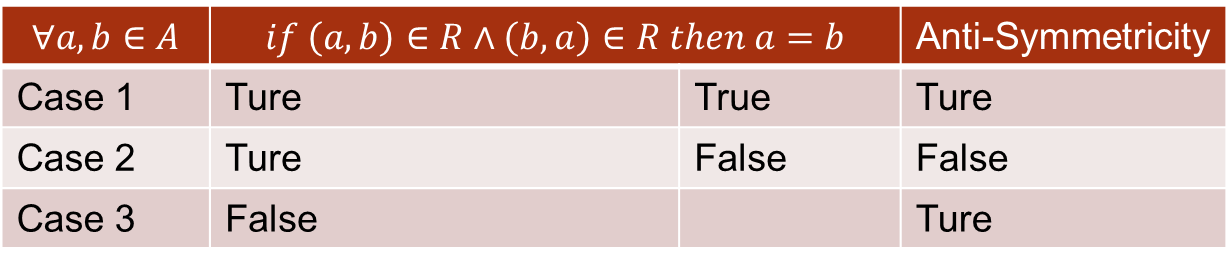 ∀a, b ∈ A if (a, b) ∈ R ∧ (b, a) ∈ R then a = b Anti-Symmetricity
Case 1 Ture True Ture
Case 2 Ture False False
Case 3 False Ture